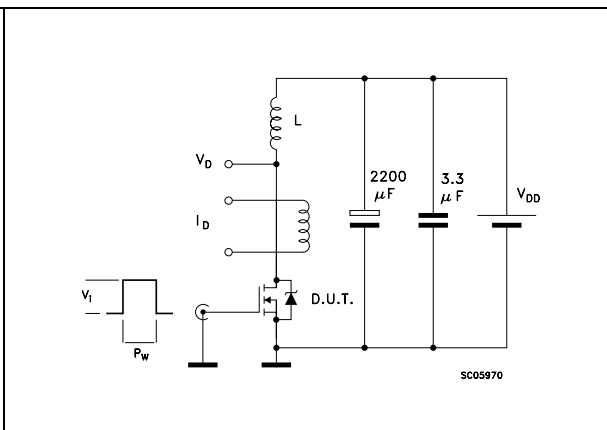 L
V_D
2200
µF
3.3
µF
V_DD
I_D
V_i
D.U.T.
P_W
SC05970